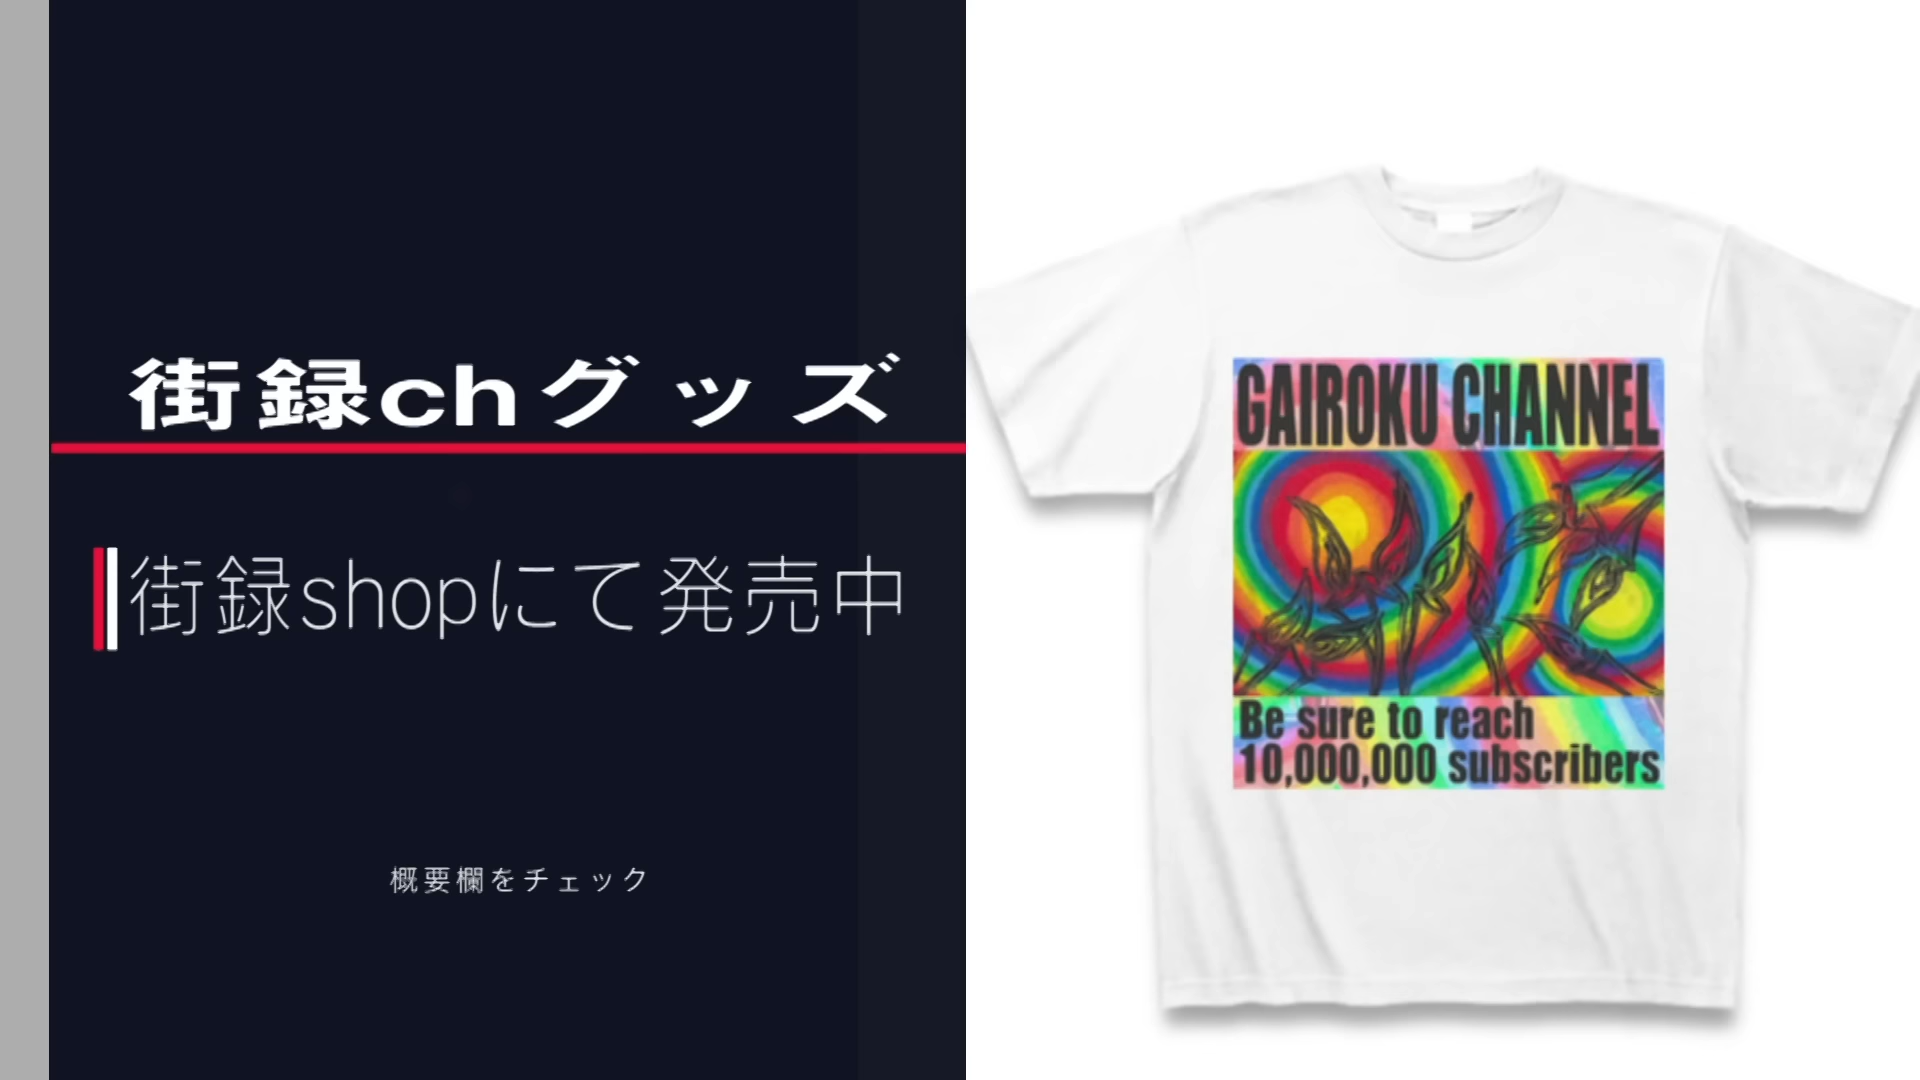 街録chグッズ
街録shopにて発売中
概要欄をチェック
GAIROKU CHANNEL
Be sure to reach
10,000,000 subscribers